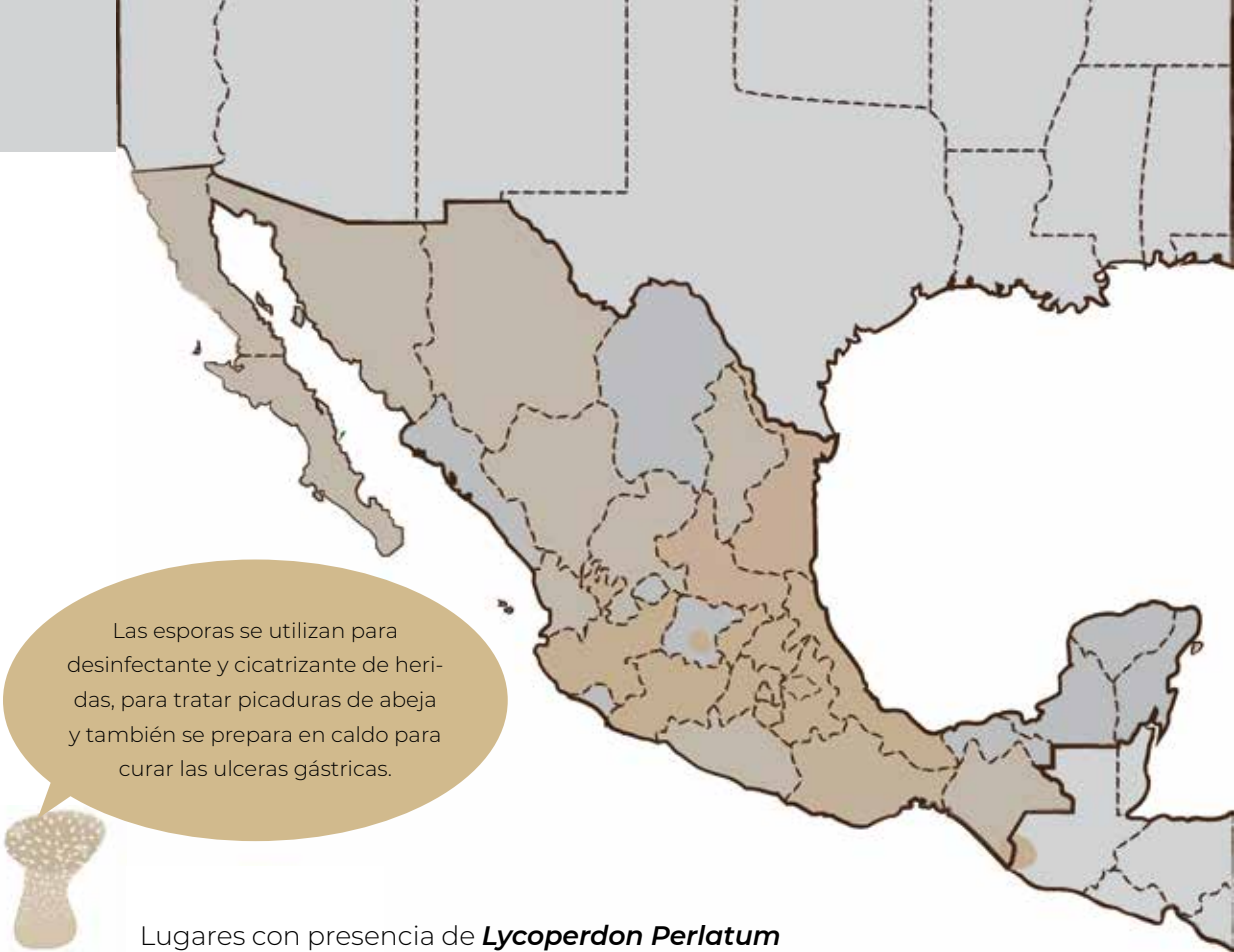 Las esporas se utilizan para
desinfectante y cicatrizante de heri-
das, para tratar picaduras de abeja
y también se prepara en caldo para
curar las ulceras gástricas.
Lugares con presencia de Lycoperdon Perlatum